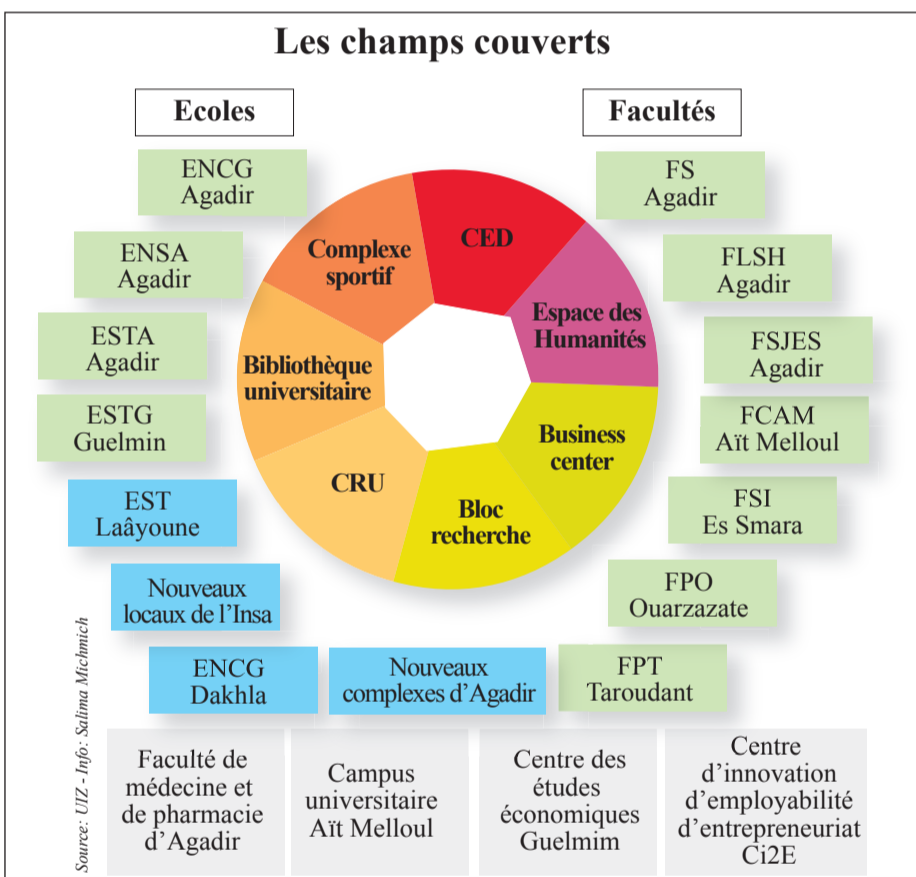 Les champs couverts
Ecoles
ENCG
Agadir
ENSA
Agadir
ESTA
Agadir
ESTG
Guelmin
EST
Laâyoune
Nouveaux
locaux de l'Insa
ENCG
Dakhla
Nouveaux
complexes d'Agadir
CED
Espace des
Humanités
Business
center
Bloc
recherche
CRU
Bibliothèque
universitaire
Complexe
sportif
Facultés
FS
Agadir
FLSH
Agadir
FSJES
Agadir
FCAM
Aït Melloul
FSI
Es Smara
FPO
Ouarzazate
FPT
Taroudant
Faculté de
médecine et
de pharmacie
d'Agadir
Campus
universitaire
Aït Melloul
Centre des
études
économiques
Guelmim
Centre
d'innovation
d'employabilité
d'entrepreneuriat
Ci2E
Source: UIZ - Info: Salima Michmich